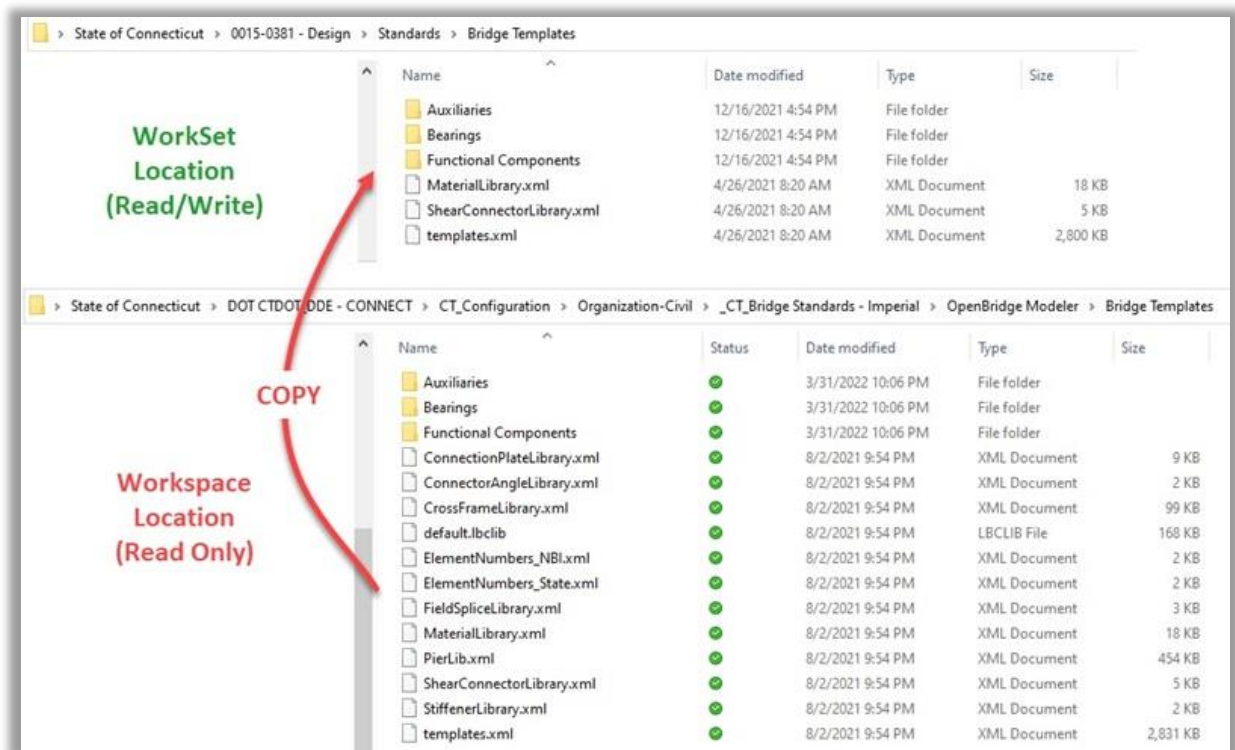 > State of Connecticut > 0015-0381 - Design > Standards > Bridge Templates
Name Date modified Type Size
Auxiliaries 12/16/2021 4:54 PM File folder
Bearings 12/16/2021 4:54 PM File folder
Functional Components 12/16/2021 4:54 PM File folder
MaterialLibrary.xml 4/26/2021 8:20 AM XML Document 18 KB
ShearConnectorLibrary.xml 4/26/2021 8:20 AM XML Document 5 KB
templates.xml 4/26/2021 8:20 AM XML Document 2,800 KB
WorkSet
Location
(Read/Write)
> State of Connecticut > DOT CTDOT DDE - CONNECT > CT_Configuration > Organization-Civil > _CT_Bridge Standards - Imperial > OpenBridge Modeler > Bridge Templates
Name Status Date modified Type Size
Auxiliaries 3/31/2022 10:06 PM File folder
Bearings 3/31/2022 10:06 PM File folder
Functional Components 3/31/2022 10:06 PM File folder
ConnectionPlateLibrary.xml 8/2/2021 9:54 PM XML Document 9 KB
ConnectorAngleLibrary.xml 8/2/2021 9:54 PM XML Document 2 KB
CrossFrameLibrary.xml 8/2/2021 9:54 PM XML Document 99 KB
default.lbclib 8/2/2021 9:54 PM LBCLIB File 168 KB
ElementNumbers_NBI.xml 8/2/2021 9:54 PM XML Document 2 KB
ElementNumbers_State.xml 8/2/2021 9:54 PM XML Document 2 KB
FieldSpliceLibrary.xml 8/2/2021 9:54 PM XML Document 3 KB
MaterialLibrary.xml 8/2/2021 9:54 PM XML Document 18 KB
PierLib.xml 8/2/2021 9:54 PM XML Document 454 KB
ShearConnectorLibrary.xml 8/2/2021 9:54 PM XML Document 5 KB
StiffenerLibrary.xml 8/2/2021 9:54 PM XML Document 2 KB
templates.xml 8/2/2021 9:54 PM XML Document 2,831 KB
COPY
Workspace
Location
(Read Only)